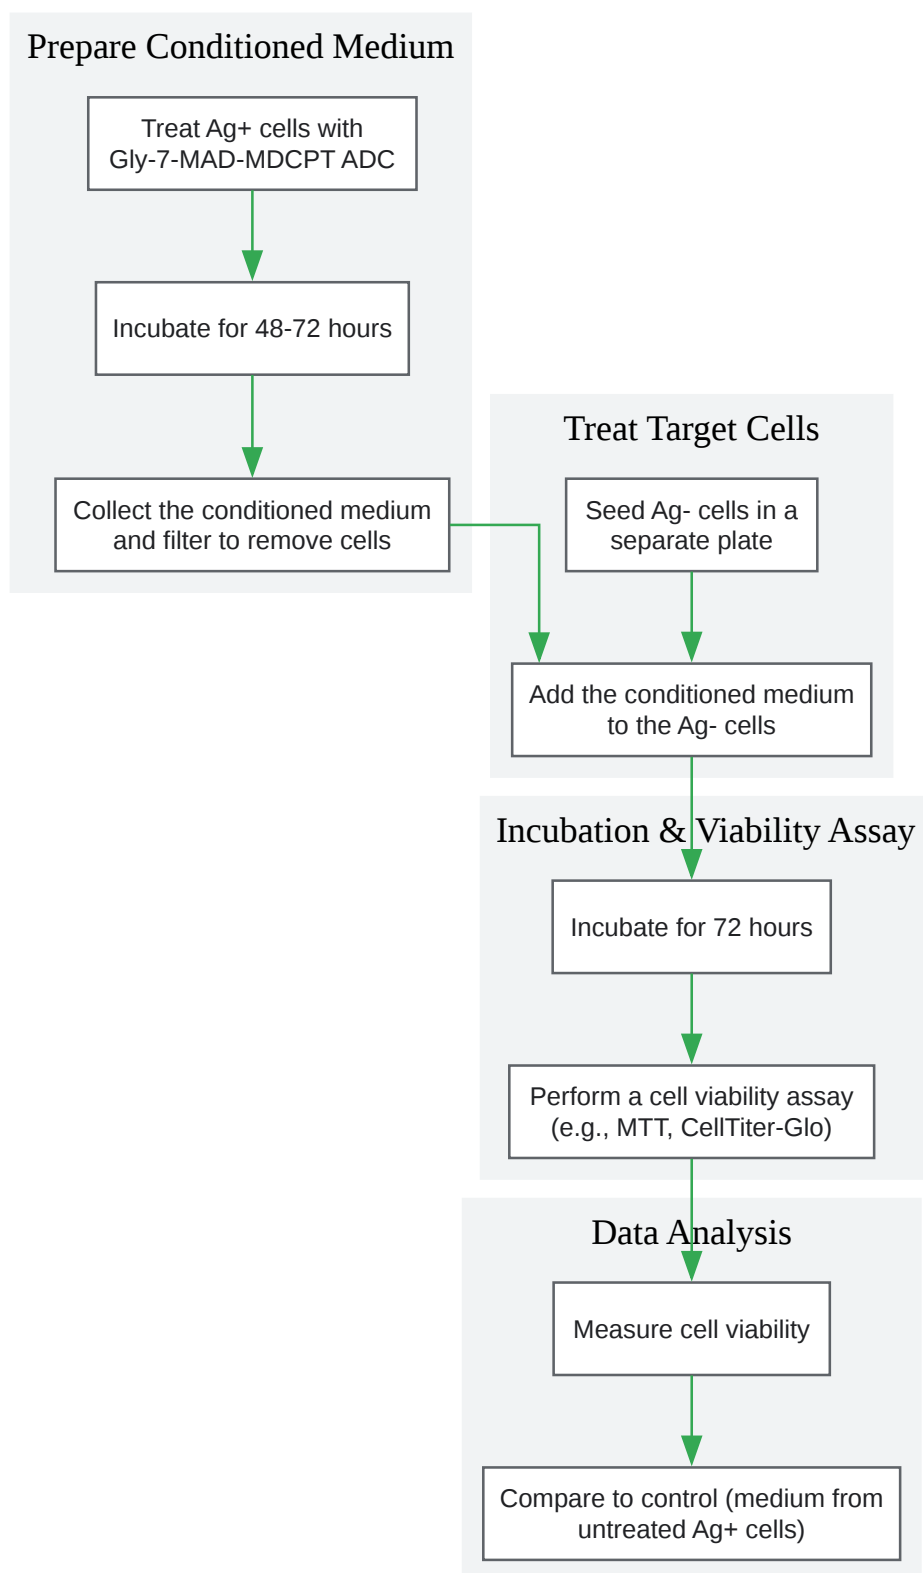 Prepare Conditioned Medium
Treat Ag+ cells with
Gly-7-MAD-MDCPT ADC
Incubate for 48-72 hours
Collect the conditioned medium
and filter to remove cells
Treat Target Cells
Seed Ag- cells in a
separate plate
Add the conditioned medium
to the Ag- cells
Incubation & Viability Assay
Incubate for 72 hours
Perform a cell viability assay
(e.g., MTT, CellTiter-Glo)
Data Analysis
Measure cell viability
Compare to control (medium from
untreated Ag+ cells)